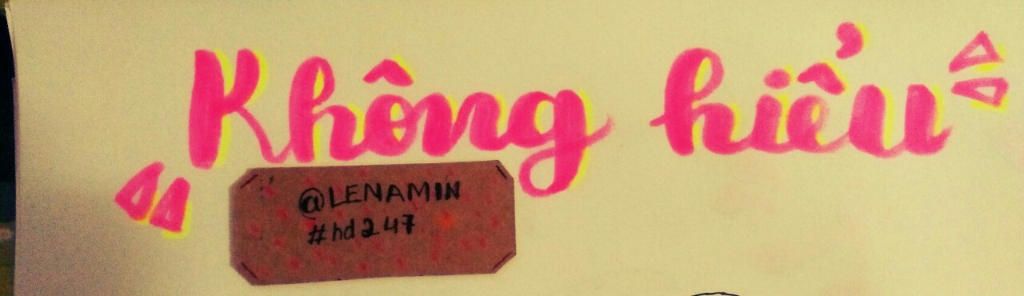 Không hiểu
@LENAMIN
#hd247